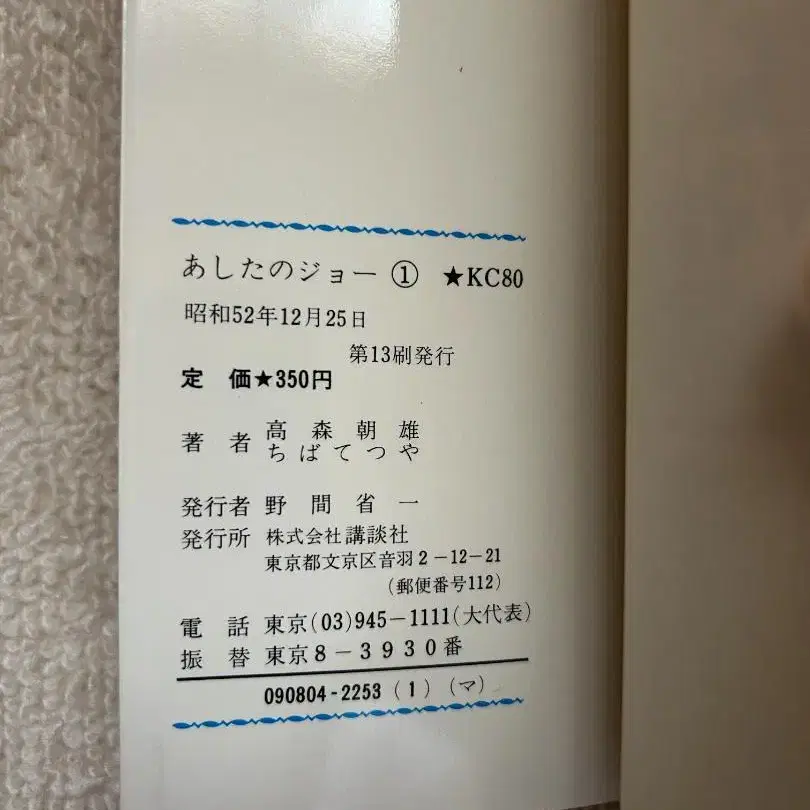 あしたのジョー ① ★KC80
昭和52年12月25日
第13刷発行
定 価★350円
著 者 高森朝雄
ちばてつや
発行者 野間省一
発行所 株式会社講談社
東京都文京区音羽2-12-21
(郵便番号112)
電 話 東京(03)945-1111(大代表)
振 替 東京8-3930番
090804-2253 (1) (マ)